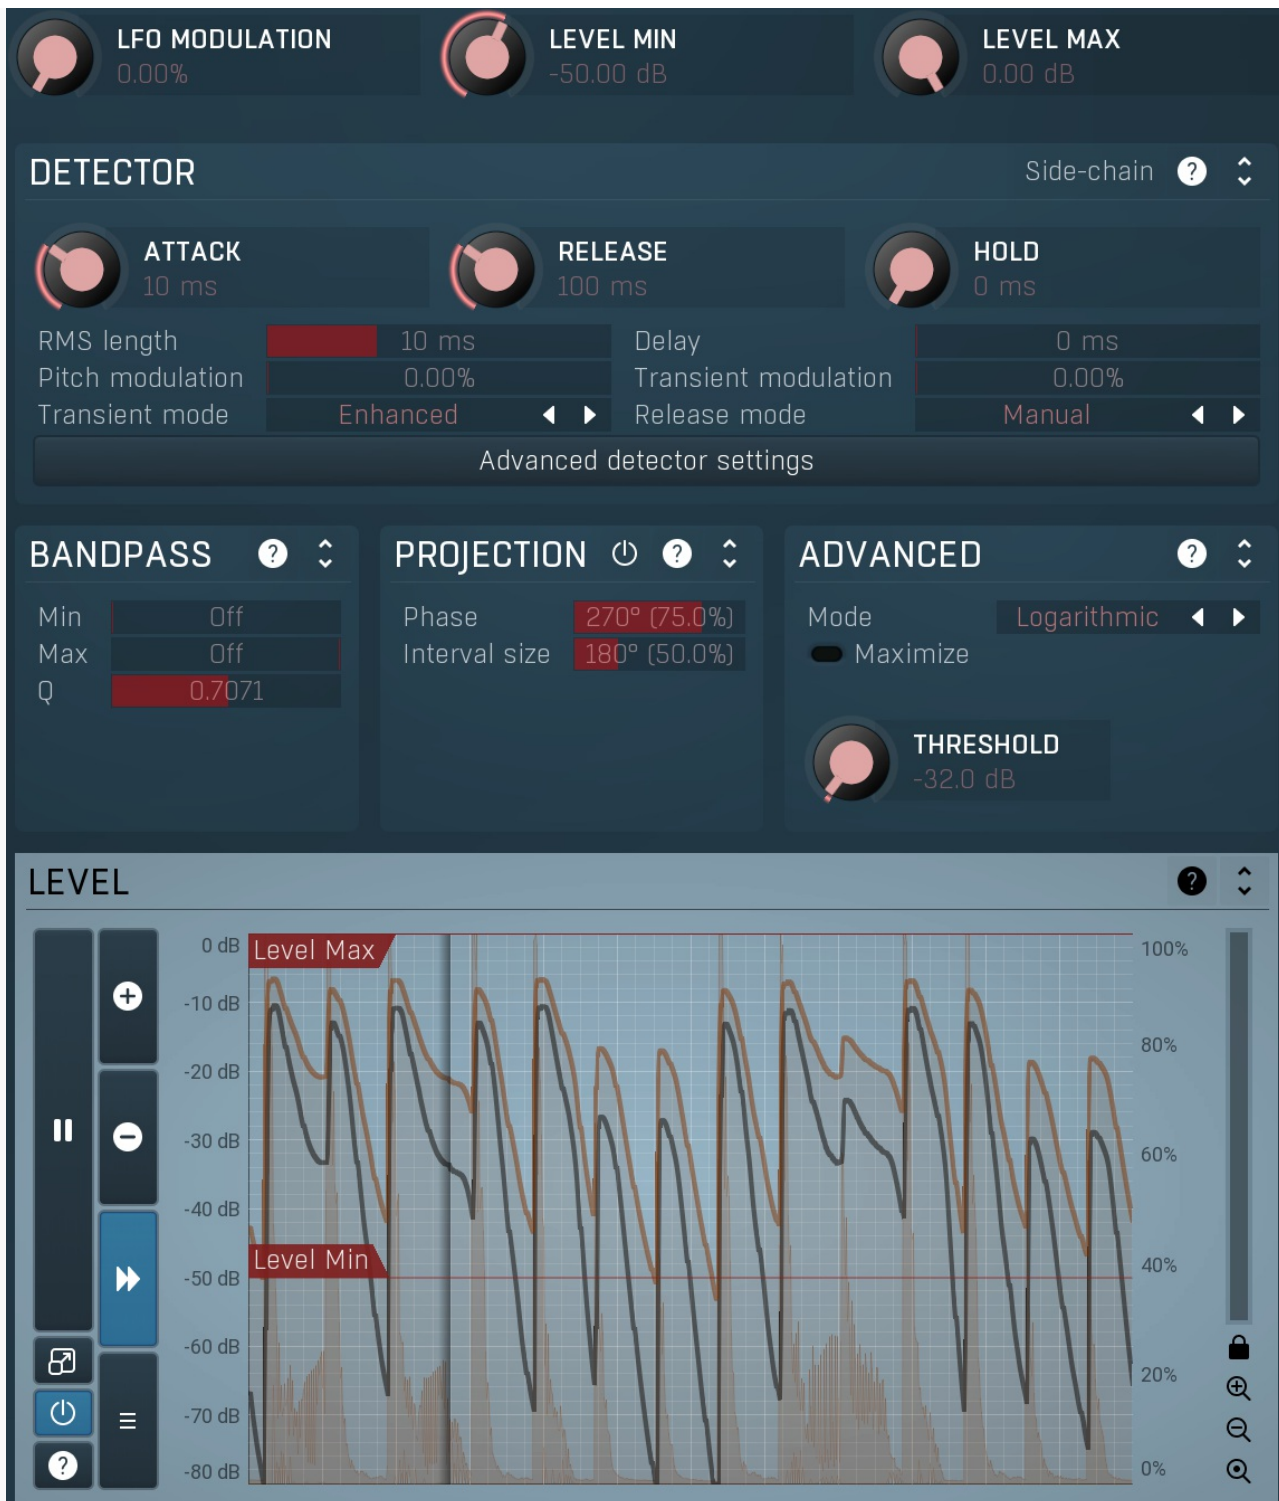 LFO MODULATION
0.00%
LEVEL MIN
-50.00 dB
LEVEL MAX
0.00 dB
DETECTOR
Side-chain
?
ATTACK
10 ms
RELEASE
100 ms
HOLD
0 ms
RMS length
10 ms
Delay
0 ms
Pitch modulation
0.00%
Transient modulation
0.00%
Transient mode
Enhanced
Release mode
Manual
Advanced detector settings
BANDPASS
?
Min
Off
Max
Off
Q
0.7071
PROJECTION
?
Phase
270° (75.0%)
Interval size
180° (50.0%)
ADVANCED
?
Mode
Logarithmic
Maximize
THRESHOLD
-32.0 dB
LEVEL
?
0 dB
-10 dB
-20 dB
-30 dB
-40 dB
-50 dB
-60 dB
-70 dB
-80 dB
Level Max
Level Min
100%
80%
60%
40%
20%
0%
?